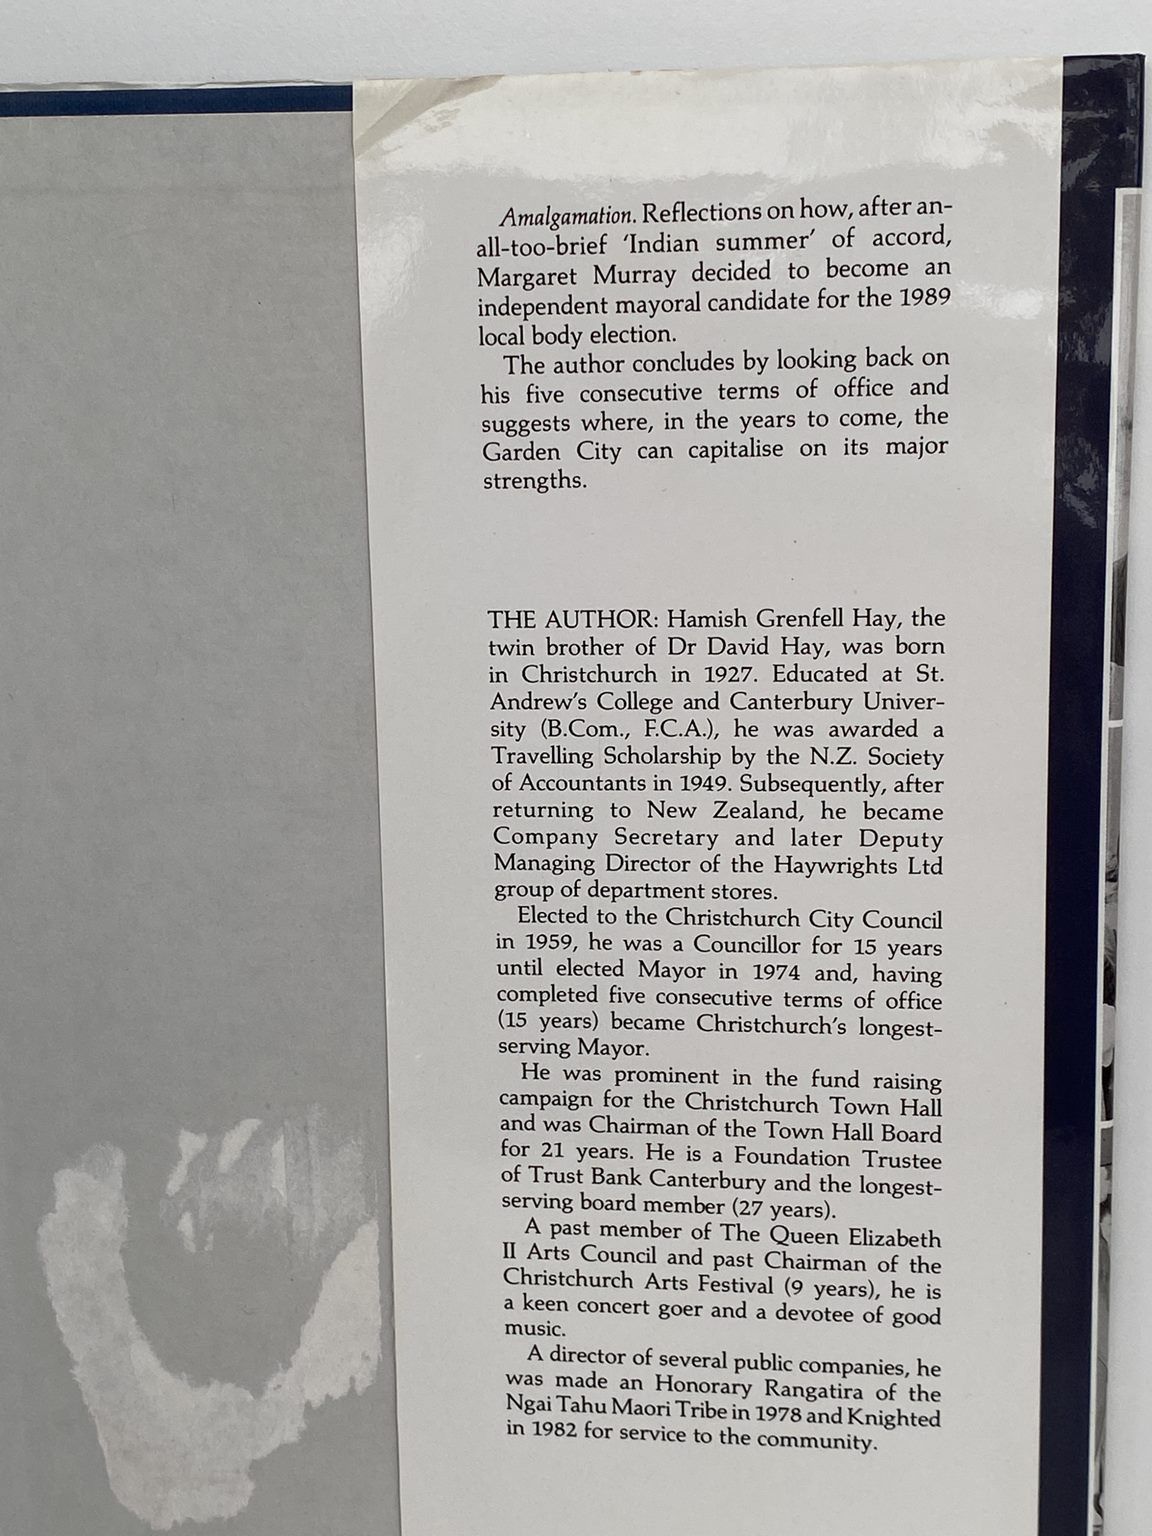 Amalgamation. Reflections on how, after an-
all-too-brief ‘Indian summer’ of accord,
Margaret Murray decided to become an
independent mayoral candidate for the 1989
local body election.
The author concludes by looking back on
his five consecutive terms of office and
suggests where, in the years to come, the
Garden City can capitalise on its major
strengths.
THE AUTHOR: Hamish Grenfell Hay, the
twin brother of Dr David Hay, was born
in Christchurch in 1927. Educated at St.
Andrew’s College and Canterbury Univer-
sity (B.Com., F.C.A.), he was awarded a
Travelling Scholarship by the N.Z. Society
of Accountants in 1949. Subsequently, after
returning to New Zealand, he became
Company Secretary and later Deputy
Managing Director of the Haywrights Ltd
group of department stores.
Elected to the Christchurch City Council
in 1959, he was a Councillor for 15 years
until elected Mayor in 1974 and, having
completed five consecutive terms of office
(15 years) became Christchurch’s longest-
serving Mayor.
He was prominent in the fund raising
campaign for the Christchurch Town Hall
and was Chairman of the Town Hall Board
for 21 years. He is a Foundation Trustee
of Trust Bank Canterbury and the longest-
serving board member (27 years).
A past member of The Queen Elizabeth
II Arts Council and past Chairman of the
Christchurch Arts Festival (9 years), he is
a keen concert goer and a devotee of good
music.
A director of several public companies, he
was made an Honorary Rangatira of the
Ngai Tahu Maori Tribe in 1978 and Knighted
in 1982 for service to the community.